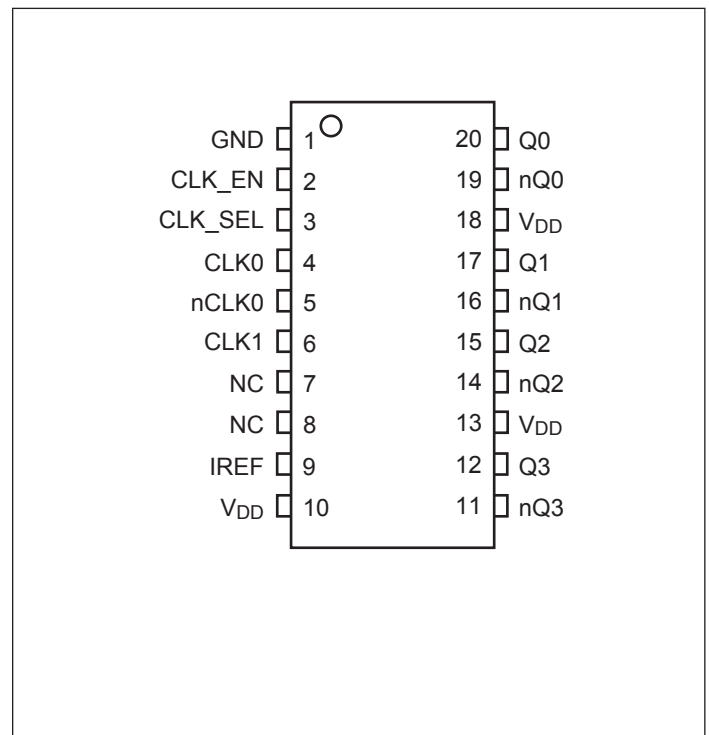 GND 1 20 Q0
CLK_EN 2 19 nQ0
CLK_SEL 3 18 VDD
CLK0 4 17 Q1
nCLK0 5 16 nQ1
CLK1 6 15 Q2
NC 7 14 nQ2
NC 8 13 VDD
IREF 9 12 Q3
VDD 10 11 nQ3